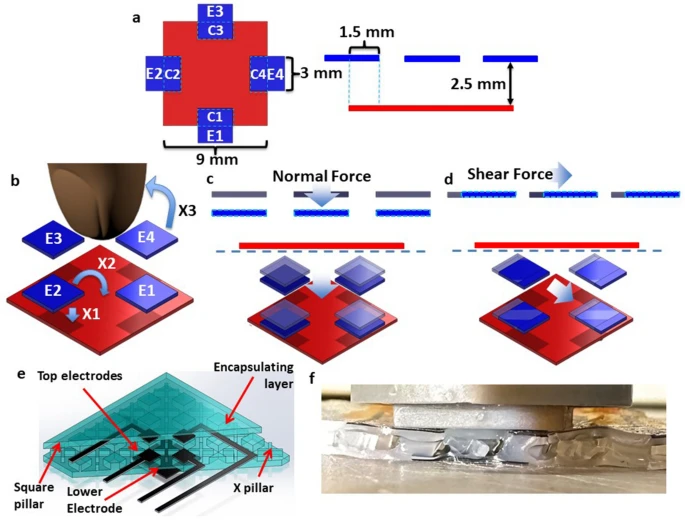 a
E3
C3
E2 C2
C4 E4
C1
E1
3 mm
9 mm
1.5 mm
2.5 mm
b
E3
E4
X3
X2
E2
E1
X1
c
Normal Force
d
Shear Force
e
Top electrodes
Encapsulating
layer
Square
pillar
Lower
Electrode
X pillar
f